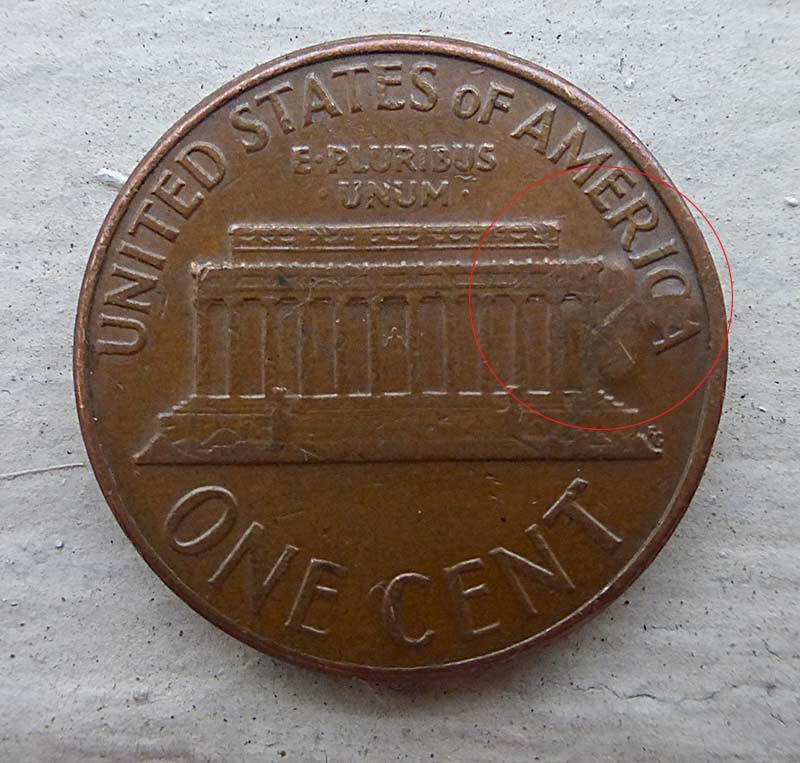 UNITED STATES OF AMERICA
E·PLURIBUS
·UNUM·
ONE CENT